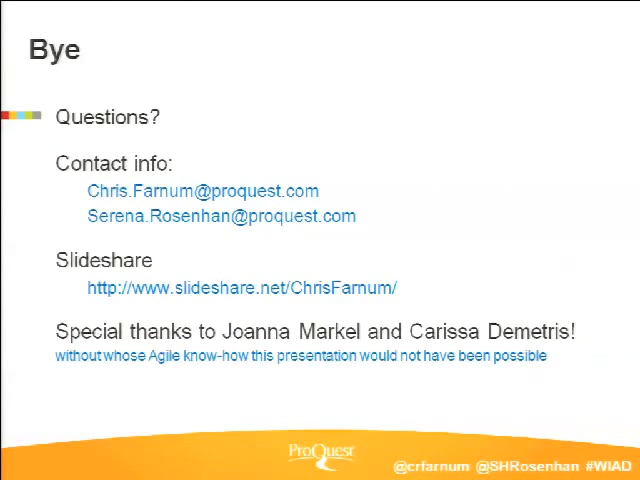 Bye
Questions?
Contact info:
Chris.Farnum@proquest.com
Serena.Rosenhan@proquest.com
Slideshare
http://www.slideshare.net/ChrisFarnum/
Special thanks to Joanna Markel and Carissa Demetris!
without whose Agile know-how this presentation would not have been possible
ProQuest
@crfarnum @SHRosenhan #WIAD